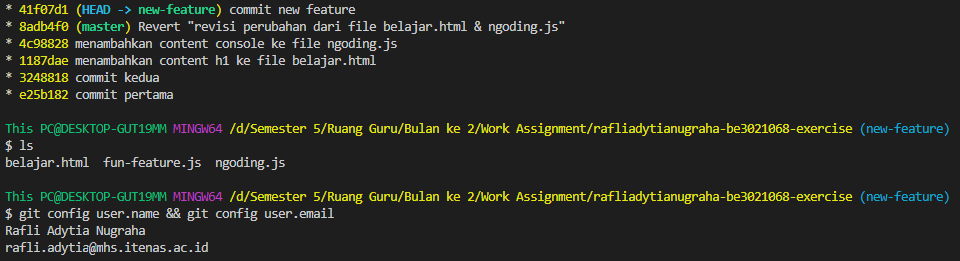 * 41f07d1 (HEAD -> new-feature) commit new feature
* 8adb4f0 (master) Revert "revisi perubahan dari file belajar.html & ngoding.js"
* 4c98828 menambahkan content console ke file ngoding.js
* 1187dae menambahkan content h1 ke file belajar.html
* 3248818 commit kedua
* e25b182 commit pertama
This PC@DESKTOP-GUT19MM MINGW64 /d/Semester 5/Ruang Guru/Bulan ke 2/Work Assignment/rafliadytianugraha-be3021068-exercise (new-feature)
$ ls
belajar.html  fun-feature.js  ngoding.js
This PC@DESKTOP-GUT19MM MINGW64 /d/Semester 5/Ruang Guru/Bulan ke 2/Work Assignment/rafliadytianugraha-be3021068-exercise (new-feature)
$ git config user.name && git config user.email
Rafli Adytia Nugraha
rafli.adytia@mhs.itenas.ac.id